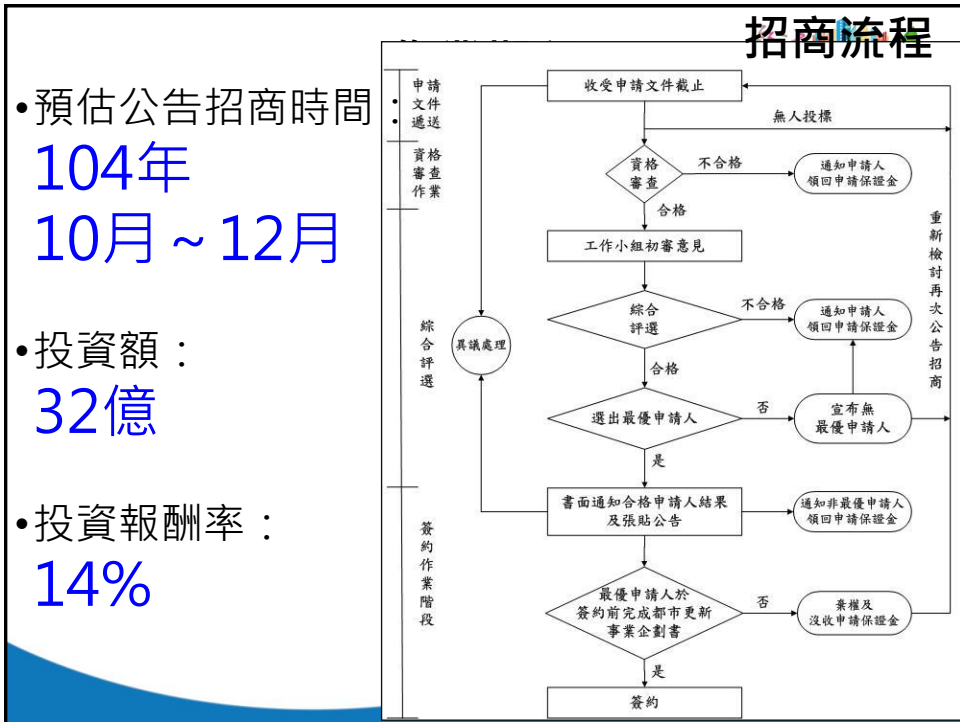 招商流程
•預估公告招商時間
104年
10月～12月
•投資額：
32億
•投資報酬率：
14%
申請
文件
遞送
資格
審查
作業
綜合評選
簽約作業階段
收受申請文件截止
無人投標
資格
審查
不合格
通知申請人
領回申請保證金
合格
工作小組初審意見
綜合
評選
不合格
通知申請人
領回申請保證金
異議處理
合格
選出最優申請人
否
宣布無
最優申請人
是
書面通知合格申請人結果
及張貼公告
通知非最優申請人
領回申請保證金
最優申請人於
簽約前完成都市更新
事業企劃書
否
棄權及
沒收申請保證金
是
簽約
重新檢討再次公告招商